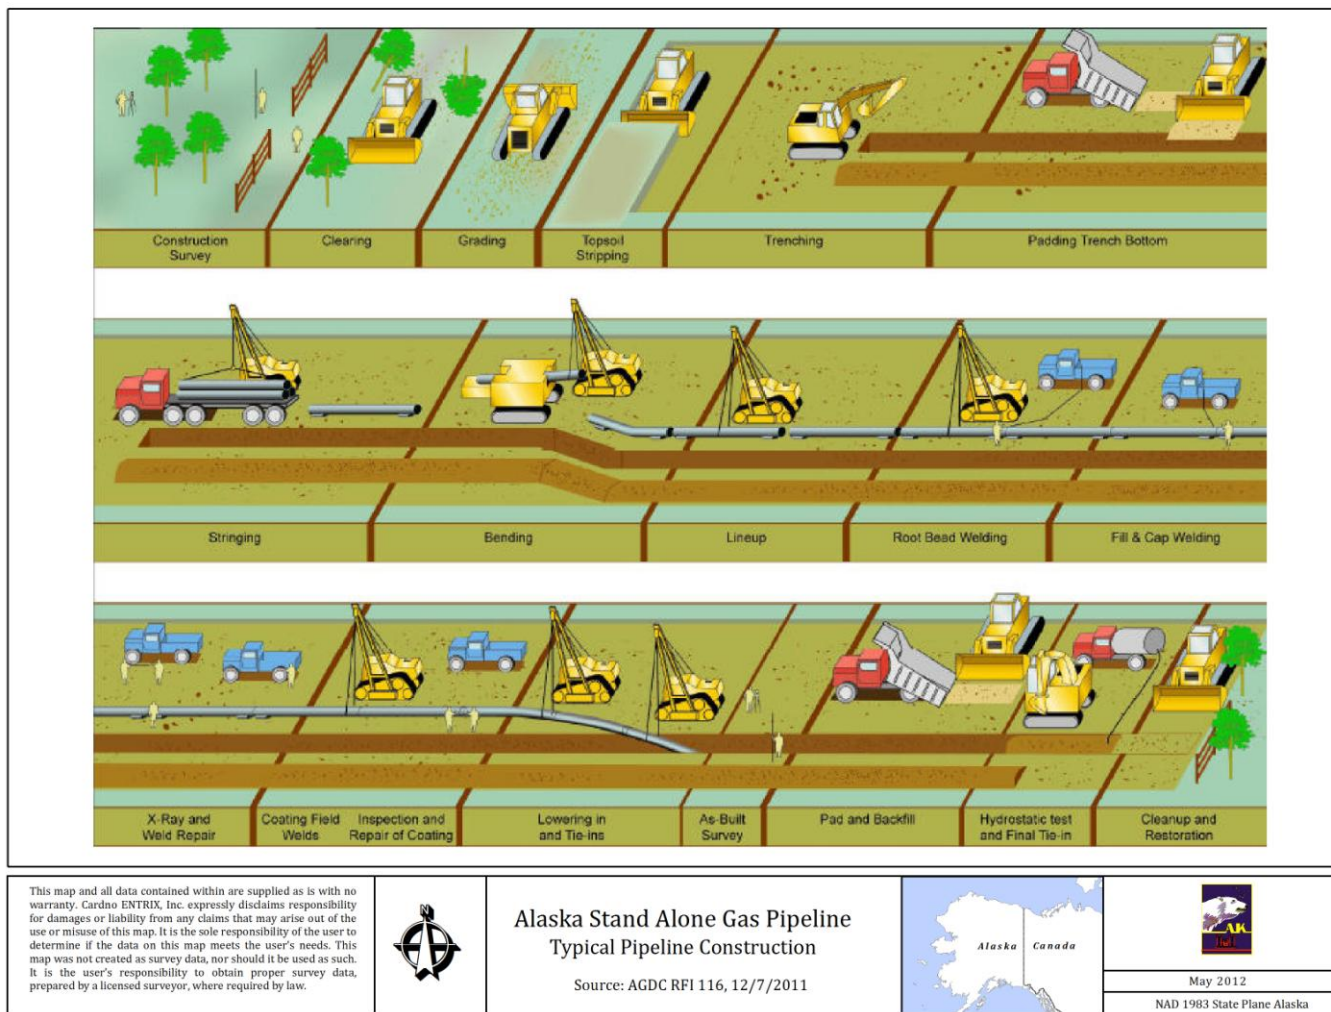 Construction
Survey
Clearing
Grading
Topsoil
Stripping
Trenching
Padding Trench Bottom
Stringing
Bending
Lineup
Root Bead Welding
Fill & Cap Welding
X-Ray and
Weld Repair
Coating Field
Welds
Inspection and
Repair of Coating
Lowering in
and Tie-ins
As-Built
Survey
Pad and Backfill
Hydrostatic test
and Final Tie-in
Cleanup and
Restoration
This map and all data contained within are supplied as is with no
warranty. Cardno ENTRIX, Inc. expressly disclaims responsibility
for damages or liability from any claims that may arise out of the
use or misuse of this map. It is the sole responsibility of the user to
determine if the data on this map meets the user's needs. This
map was not created as survey data, nor should it be used as such.
It is the user's responsibility to obtain proper survey data,
prepared by a licensed surveyor, where required by law.
N
Alaska Stand Alone Gas Pipeline
Typical Pipeline Construction
Source: AGDC RFI 116, 12/7/2011
Alaska
Canada
AK
May 2012
NAD 1983 State Plane Alaska